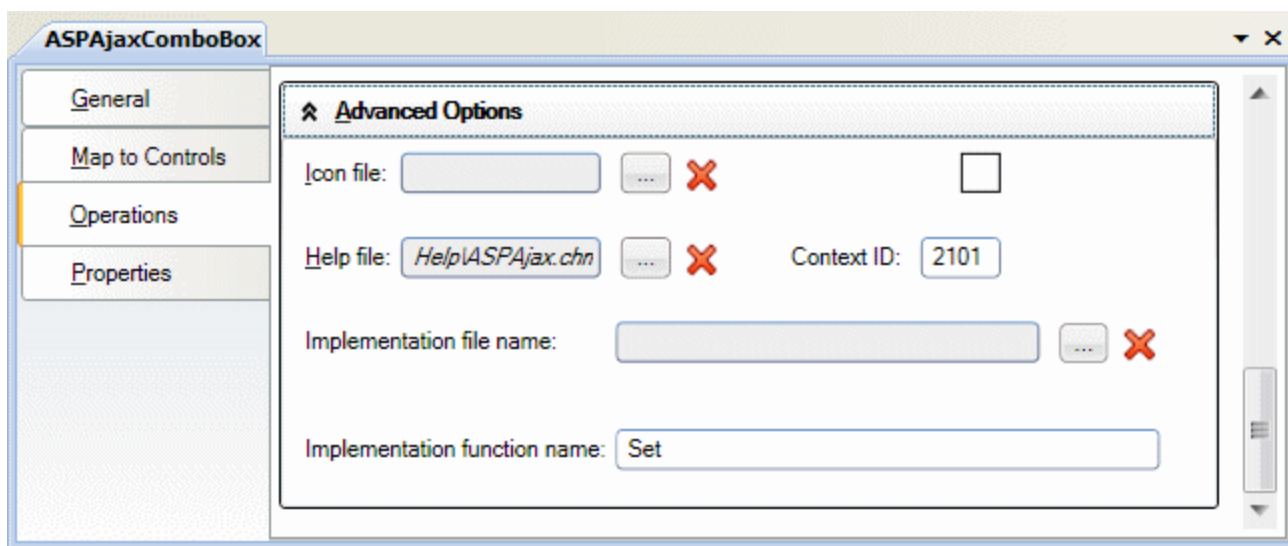 ASPAjaxComboBox
General
Map to Controls
Operations
Properties
Advanced Options
Icon file: ...
Help file: Help\ASPAjax.chm ... Context ID: 2101
Implementation file name: ...
Implementation function name: Set